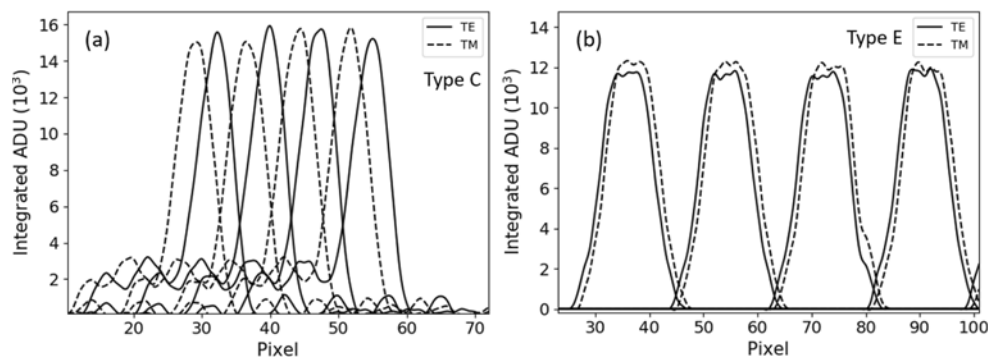 (a)
TE
TM
Type C
Integrated ADU (10³)
16
14
12
10
8
6
4
2
20 30 40 50 60 70
Pixel
(b)
TE
TM
Type E
Integrated ADU (10³)
14
12
10
8
6
4
2
0
30 40 50 60 70 80 90 100
Pixel